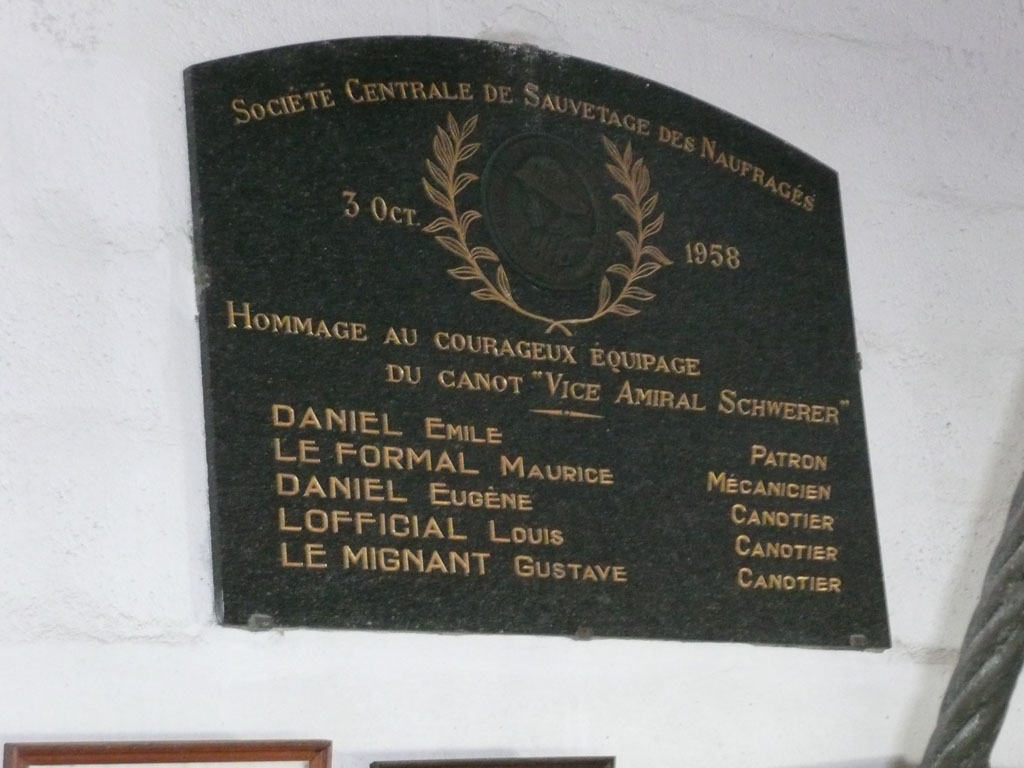 Société Centrale de Sauvetage des Naufragés
3 Oct. 1958
Hommage au courageux équipage
du canot "Vice Amiral Schwerer"
DANIEL Emile Patron
LE FORMAL Maurice Mécanicien
DANIEL Eugène Canotier
LOFFICIAL Louis Canotier
LE MIGNANT Gustave Canotier